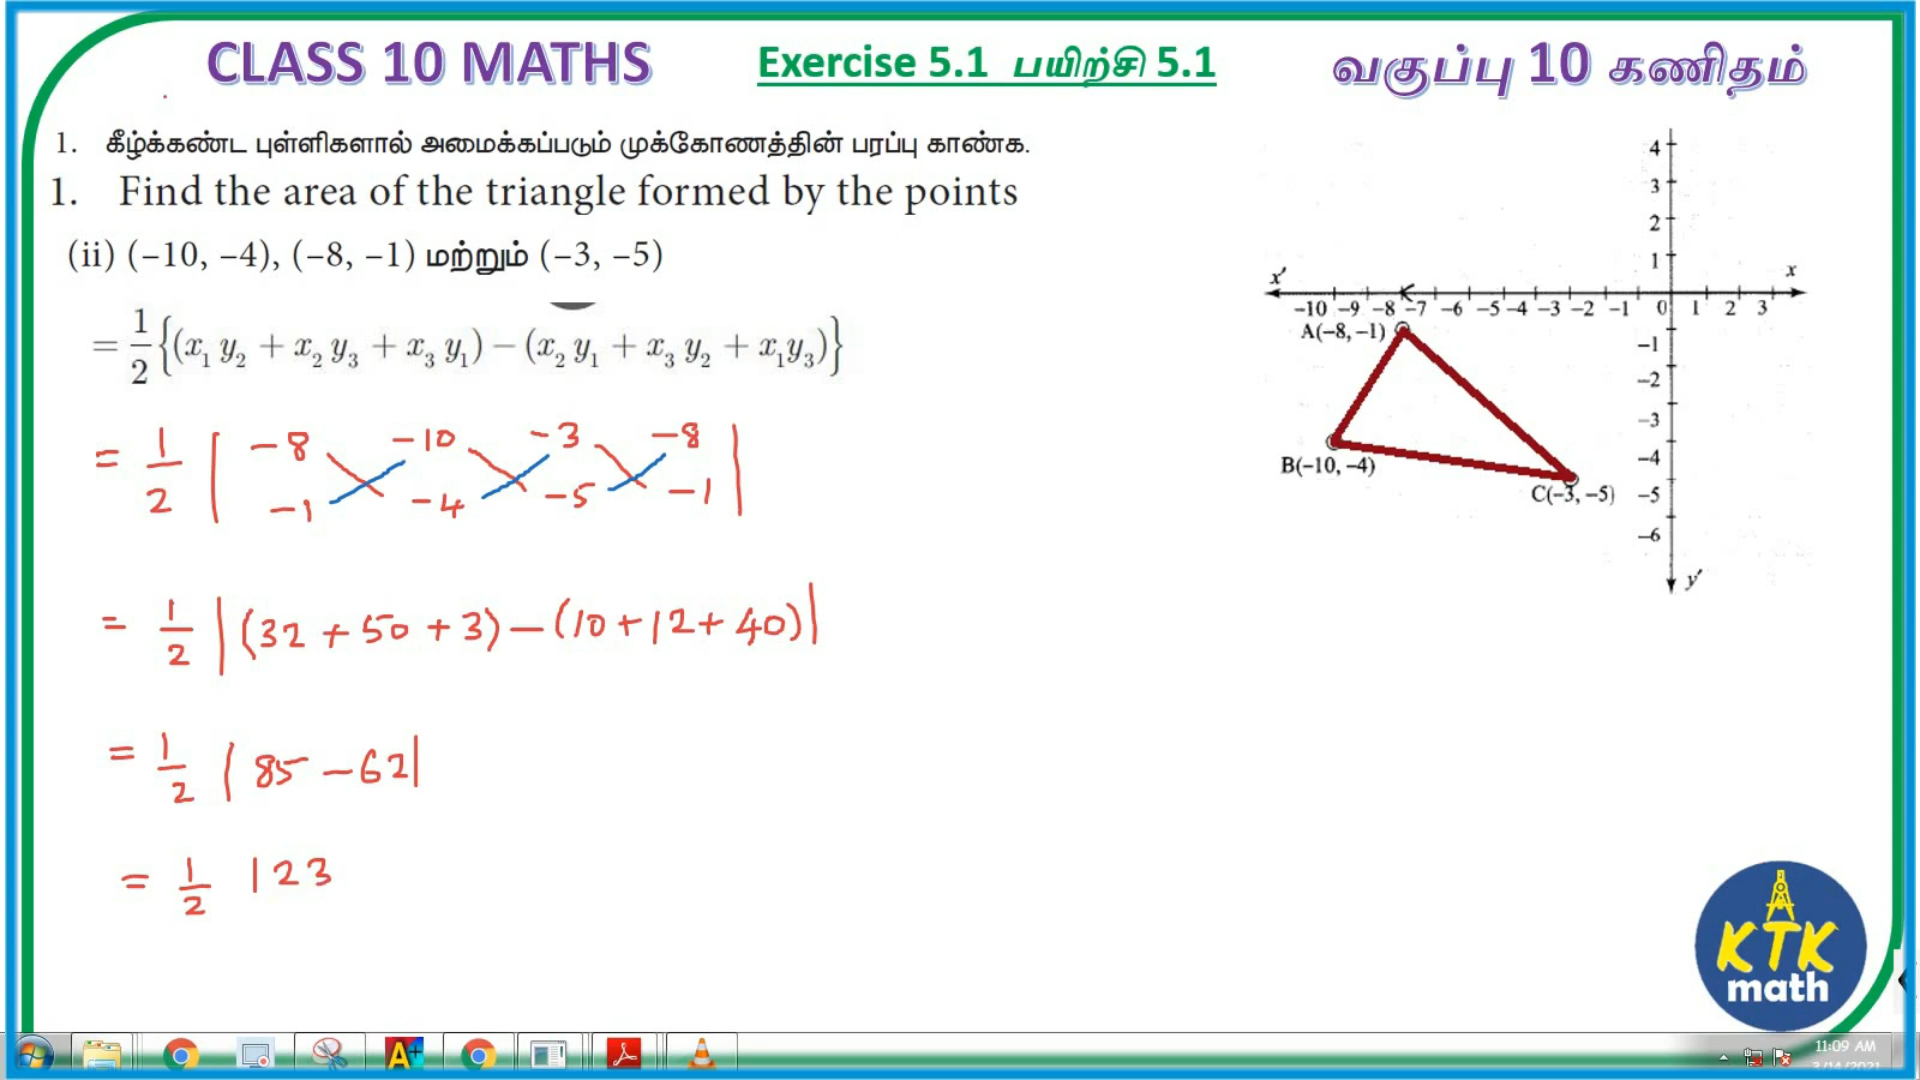 CLASS 10 MATHS Exercise 5.1 பயிற்சி 5.1 வகுப்பு 10 கணிதம்
1. கீழ்க்கண்ட புள்ளிகளால் அமைக்கப்படும் முக்கோணத்தின் பரப்பு காண்க.
1. Find the area of the triangle formed by the points
(ii) (–10, –4), (–8, –1) மற்றும் (–3, –5)
= 1/2 {(x₁ y₂ + x₂ y₃ + x₃ y₁) – (x₂ y₁ + x₃ y₂ + x₁y₃)}
= 1/2 | –8 –10 –3 –8
–1 –4 –5 –1 |
= 1/2 |(32 + 50 + 3) – (10 + 12 + 40)|
= 1/2 | 85 – 62|
= 1/2 | 23
4
3
2
1
x′ x
–10 –9 –8 –7 –6 –5 –4 –3 –2 –1 0 1 2 3
A(–8, –1)
–1
–2
–3
–4
B(–10, –4)
C(–3, –5) –5
–6
y′
KTK
math
11:09 AM
3/14/2021